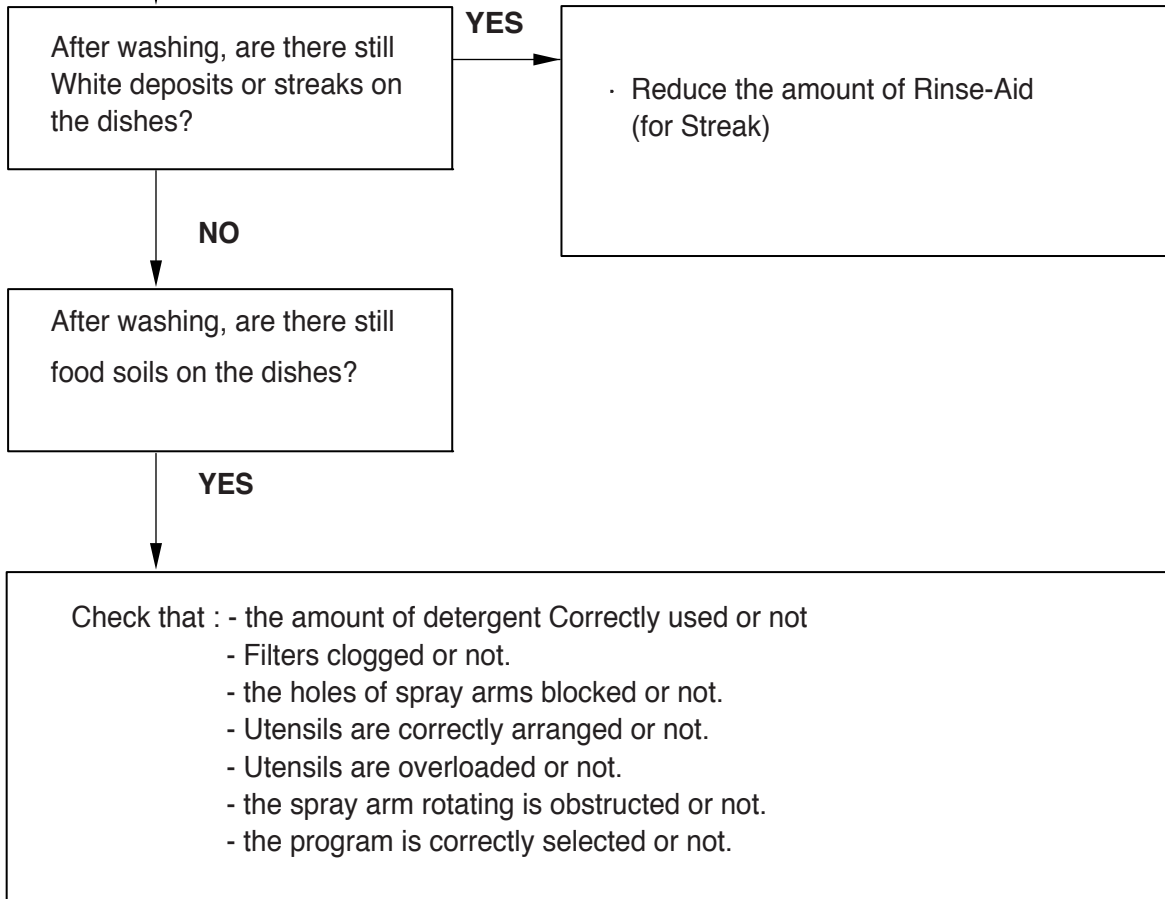 After washing, are there still
White deposits or streaks on
the dishes?
YES
· Reduce the amount of Rinse-Aid
(for Streak)
NO
After washing, are there still
food soils on the dishes?
YES
Check that : - the amount of detergent Correctly used or not
- Filters clogged or not.
- the holes of spray arms blocked or not.
- Utensils are correctly arranged or not.
- Utensils are overloaded or not.
- the spray arm rotating is obstructed or not.
- the program is correctly selected or not.